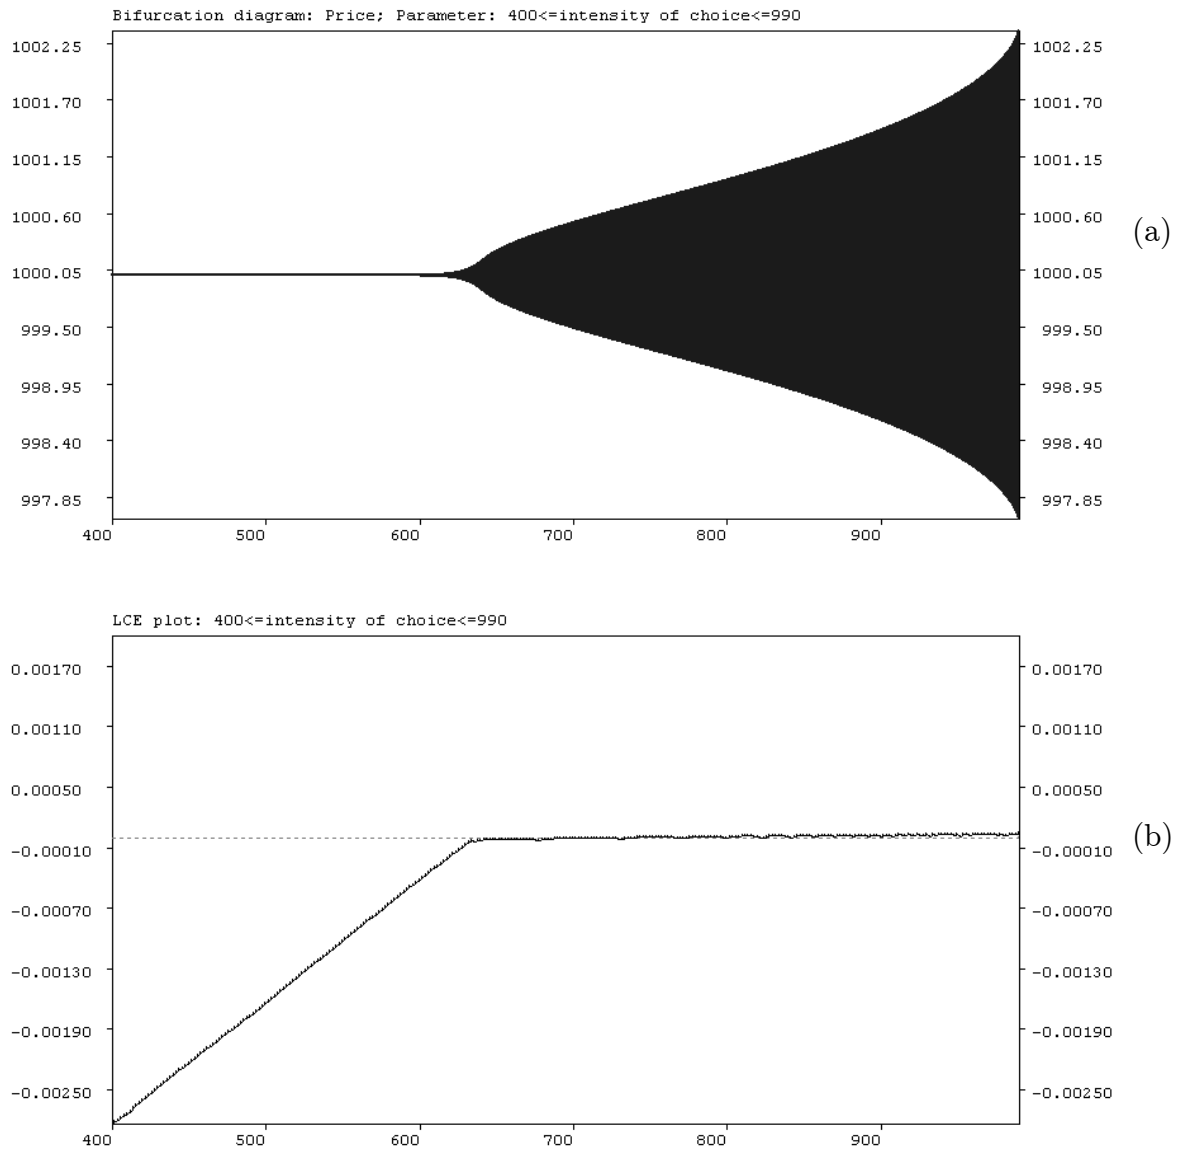 Bifurcation diagram: Price; Parameter: 400<=intensity of choice<=990
1002.25 1002.25
1001.70 1001.70
1001.15 1001.15
1000.60 1000.60
(a)
1000.05 1000.05
999.50 999.50
998.95 998.95
998.40 998.40
997.85 997.85
400 500 600 700 800 900
LCE plot: 400<=intensity of choice<=990
0.00170 0.00170
0.00110 0.00110
0.00050 0.00050
(b)
-0.00010 -0.00010
-0.00070 -0.00070
-0.00130 -0.00130
-0.00190 -0.00190
-0.00250 -0.00250
400 500 600 700 800 900